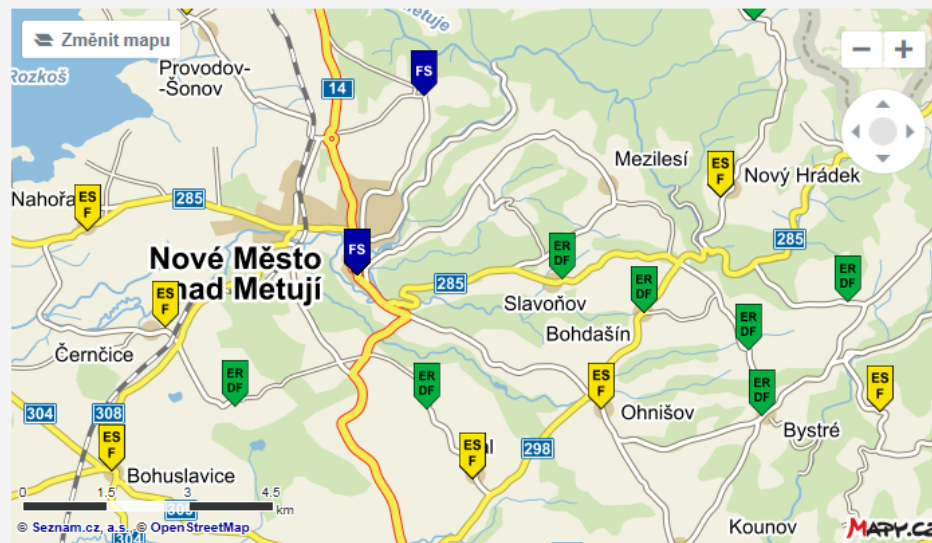 Metuje
Změnit mapu
Rozkoš
Provodov-
-Šonov
FS
14
Mezilesí
ES
F
Nový Hrádek
Nahořa
ES
F
285
285
FS
Nové Město
nad Metují
285
ER
DF
ER
DF
ER
DF
Slavoňov
ES
F
Bohdašín
ER
DF
Černčice
ER
DF
ER
DF
ES
F
ER
DF
ES
F
304
308
Ohnišov
Bystré
ES
F
ES
F
298
Bohuslavice
0
1.5
3
4.5
km
© Seznam.cz, a.s., © OpenStreetMap
304
Kounov
MAPY.CZ